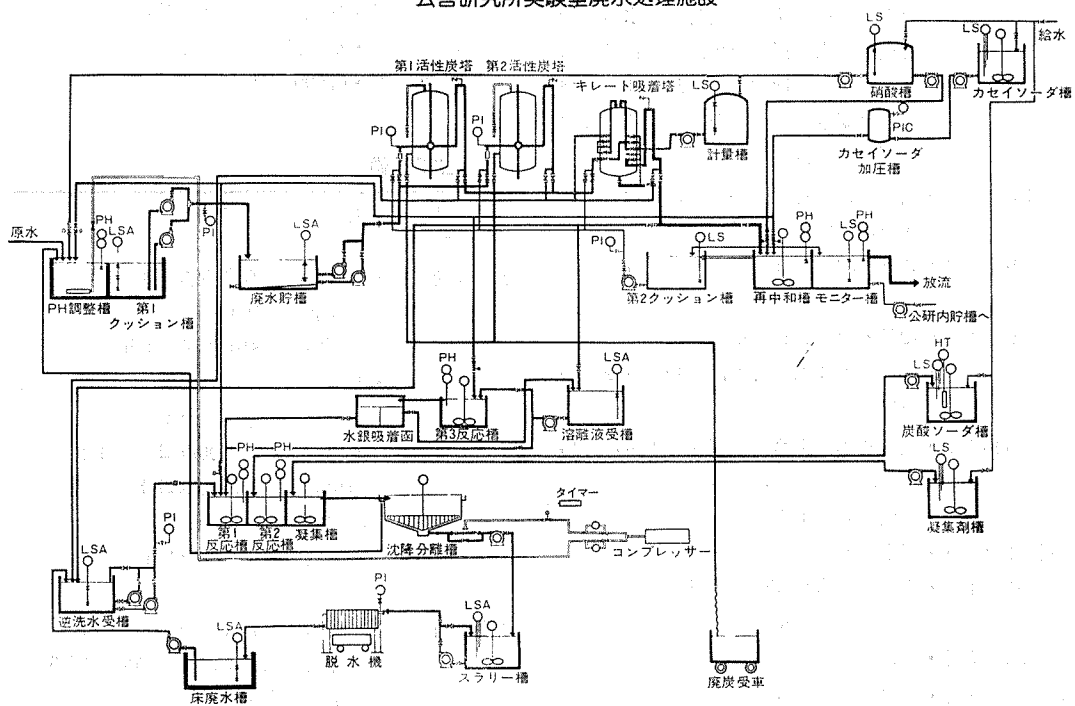 公害研究所実験室廃水処理施設
LS
LS
給水
第1活性炭塔
第2活性炭塔
キレート吸着塔
LS
硝酸槽
カセイソーダ槽
PI
PI
計量槽
PIC
カセイソーダ
加圧槽
原水
PH
LSA
PI
LSA
PI
LS
PH
LS
PH
放流
PH調整槽
第1
クッション槽
廃水貯槽
第2クッション槽
再中和槽
モニター槽
公研内貯槽へ
PH
LSA
HT
LS
水銀吸着函
第3反応槽
溶離液受槽
炭酸ソーダ槽
PH
PH
LS
タイマー
第1
反応槽
第2
反応槽
凝集槽
沈降分離槽
コンプレッサー
凝集剤槽
PI
LSA
逆洗水受槽
PI
LSA
LSA
脱水機
スラリー槽
廃炭受車
床廃水槽